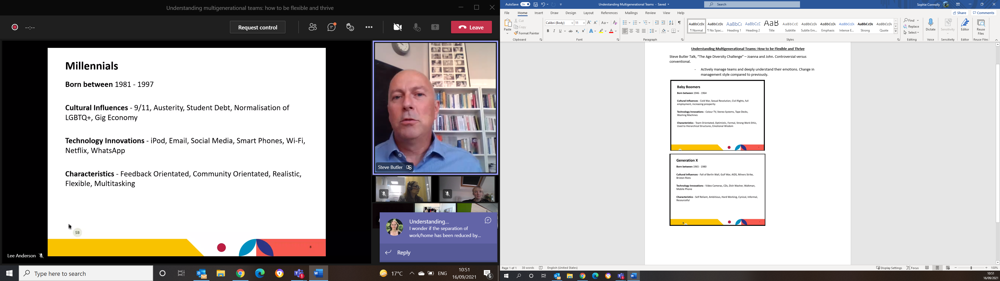 Understanding multigenerational teams: how to be flexible and thrive
--:--
Request control
Leave
Millennials
Born between 1981 - 1997
Cultural Influences - 9/11, Austerity, Student Debt, Normalisation of
LGBTQ+, Gig Economy
Technology Innovations - iPod, Email, Social Media, Smart Phones, Wi-Fi,
Netflix, WhatsApp
Characteristics - Feedback Orientated, Community Orientated, Realistic,
Flexible, Multitasking
SB
8
Lee Anderson
Steve Butler
Understanding...
I wonder if the separation of
work/home has been reduced by...
Reply
Type here to search
1
17°C
ENG
10:51
16/09/2021
6
AutoSave On
Understanding Multigenerational Teams - Saved
Search
Sophie Connolly
File Home Insert Draw Design Layout References Mailings Review View Help
Share Comments
Paste
Cut
Copy
Format Painter
Clipboard
Calibri (Body) 11
Font
Paragraph
AaBbCcDc AaBbCcDc AaBbCc AaBbCcD AaB AaBbCcD AaBbCcDc AaBbCcDc AaBbCcDc AaBbCcDc AaBbCcDc
¶ Normal ¶ No Spac... Heading 1 Heading 2 Title Subtitle Subtle Em... Emphasis Intense E... Strong Quote
Styles
Find
Replace
Select
Editing
Dictate
Voice
Sensitivity
Sensitivity
Editor
Editor
Reuse
Files
Reuse Files
Understanding Multigenerational Teams: How to be Flexible and Thrive
Steve Butler Talk, “The Age Diversity Challenge” – Joanna and John. Controversial versus
conventional.
- Actively manage teams and deeply understand their emotions. Change in
management style compared to previously.
Baby Boomers
Born between 1946 - 1964
Cultural Influences - Cold War, Sexual Revolution, Civil Rights, full
employment, increasing prosperity
Technology Innovations - Colour TV, Stereo Systems, Tape Decks,
Washing Machines
Characteristics - Team Orientated, Optimistic, Formal, Strong Work Ethic,
Used to Hierarchical Structures, Emotional Wisdom
Generation X
Born between 1965 - 1980
Cultural Influences - Fall of Berlin Wall, Gulf War, AIDS, Miners Strike,
Brixton Riots
Technology Innovations - Video Cameras, CDs, Dish Washer, Walkman,
Mobile Phone
Characteristics - Self Reliant, Ambitious, Hard Working, Cynical, Informal,
Resourceful
Page 1 of 1 38 words English (United States)
Display Settings Focus 100%
10:51
16/09/2021